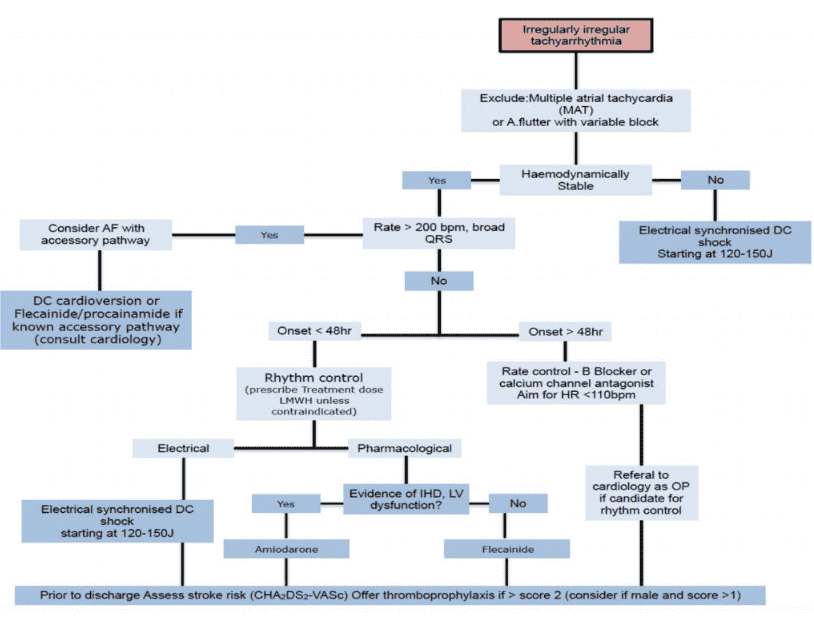 Irregularly irregular
tachyarrhythmia
Exclude:Multiple atrial tachycardia
(MAT)
or A.flutter with variable block
Haemodynamically
Stable
Yes
No
Electrical synchronised DC
shock
Starting at 120-150J
Rate > 200 bpm, broad
QRS
Yes
Consider AF with
accessory pathway
DC cardioversion or
Flecainide/procainamide if
known accessory pathway
(consult cardiology)
No
Onset < 48hr
Onset > 48hr
Rhythm control
(prescribe Treatment dose
LMWH unless
contraindicated)
Rate control - B Blocker or
calcium channel antagonist
Aim for HR <110bpm
Electrical
Pharmacological
Electrical synchronised DC
shock
starting at 120-150J
Evidence of IHD, LV
dysfunction?
Yes
No
Amiodarone
Flecainide
Referal to
cardiology as OP
if candidate for
rhythm control
Prior to discharge Assess stroke risk (CHA₂DS₂-VASc) Offer thromboprophylaxis if > score 2 (consider if male and score >1)